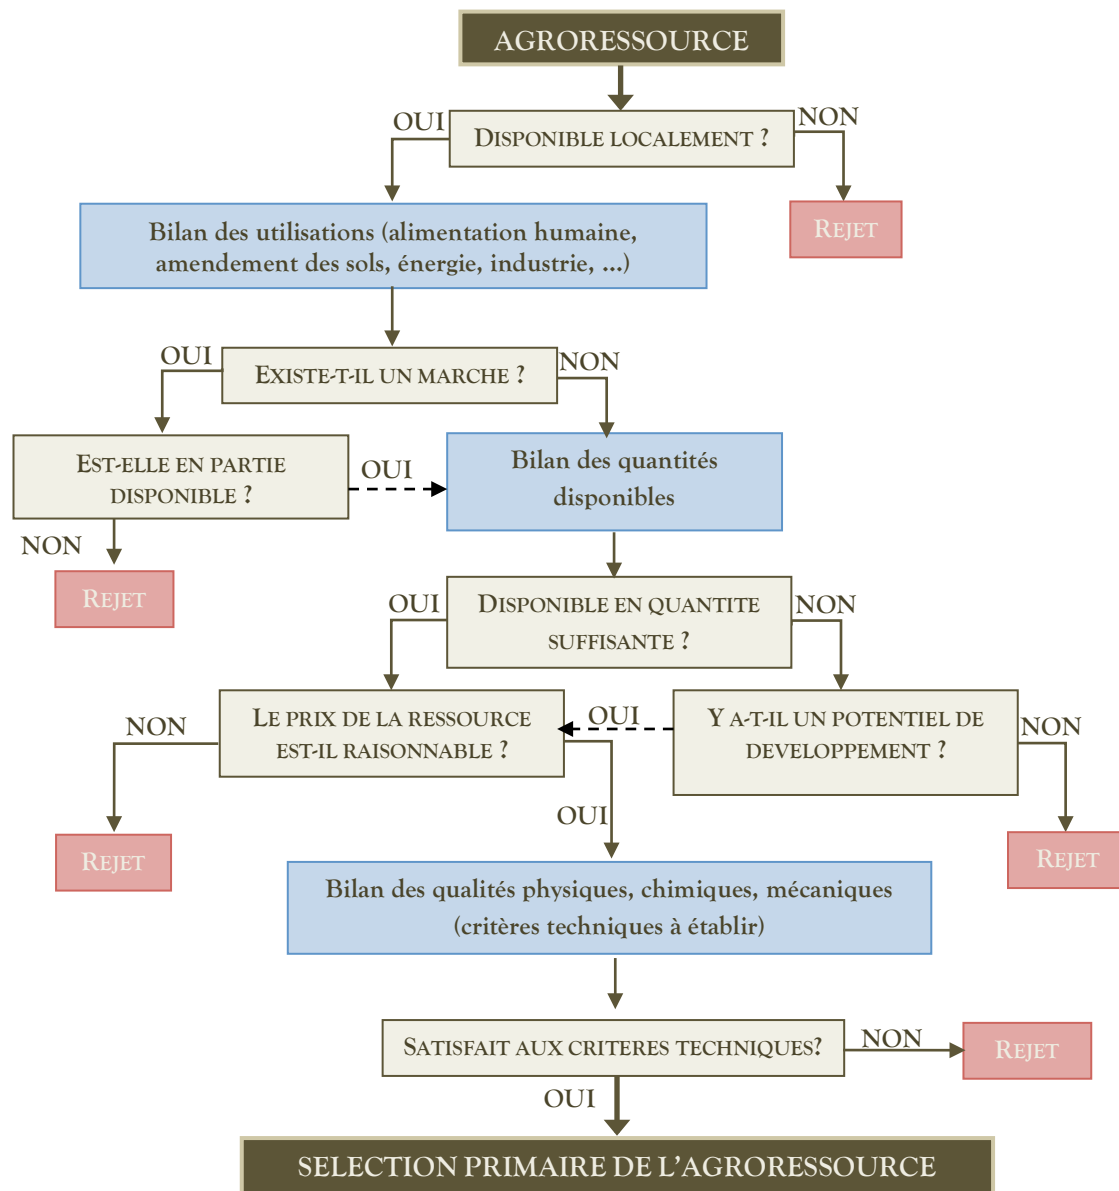 AGRORESSOURCE
OUI
NON
DISPONIBLE LOCALEMENT ?
Bilan des utilisations (alimentation humaine,
amendement des sols, énergie, industrie, …)
REJET
OUI
NON
EXISTE-T-IL UN MARCHE ?
EST-ELLE EN PARTIE
DISPONIBLE ?
OUI
Bilan des quantités
disponibles
NON
REJET
OUI
DISPONIBLE EN QUANTITE
SUFFISANTE ?
NON
NON
LE PRIX DE LA RESSOURCE
EST-IL RAISONNABLE ?
OUI
Y A-T-IL UN POTENTIEL DE
DEVELOPPEMENT ?
NON
OUI
REJET
REJET
Bilan des qualités physiques, chimiques, mécaniques
(critères techniques à établir)
SATISFAIT AUX CRITERES TECHNIQUES?
NON
REJET
OUI
SELECTION PRIMAIRE DE L'AGRORESSOURCE